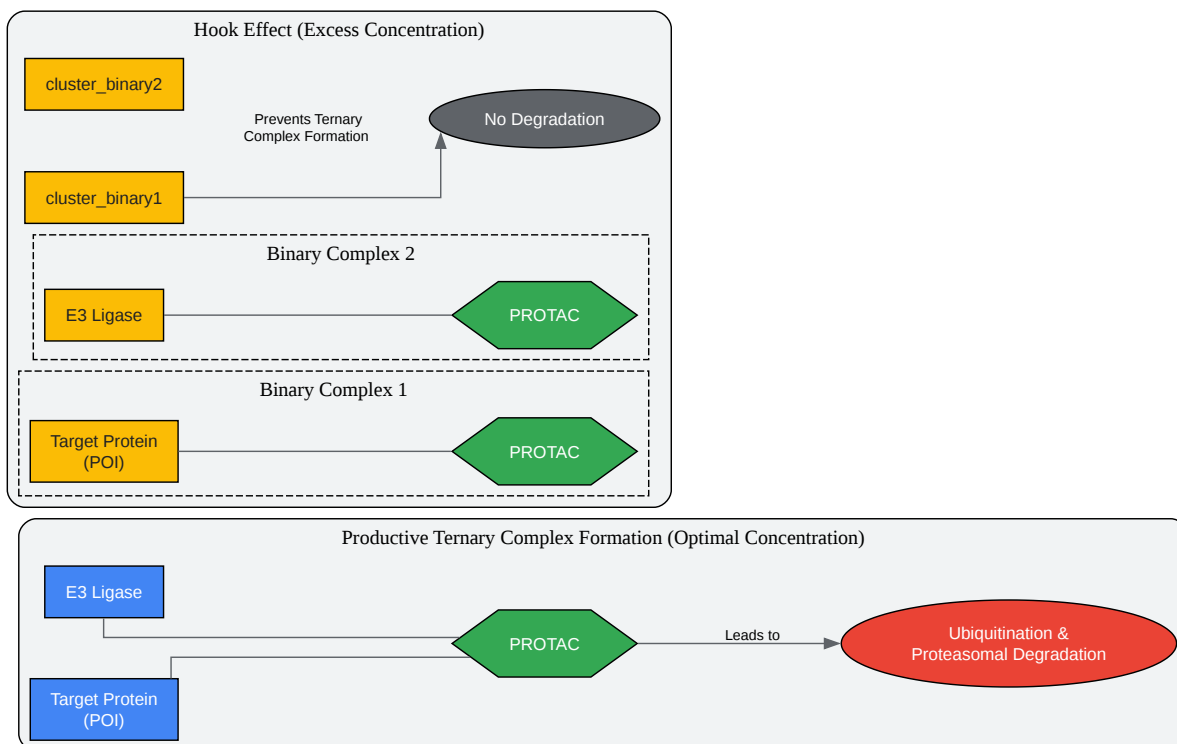 Hook Effect (Excess Concentration)
cluster_binary2
Prevents Ternary
Complex Formation
No Degradation
cluster_binary1
Binary Complex 2
E3 Ligase
PROTAC
Binary Complex 1
Target Protein
(POI)
PROTAC
Productive Ternary Complex Formation (Optimal Concentration)
E3 Ligase
PROTAC
Leads to
Ubiquitination &
Proteasomal Degradation
Target Protein
(POI)